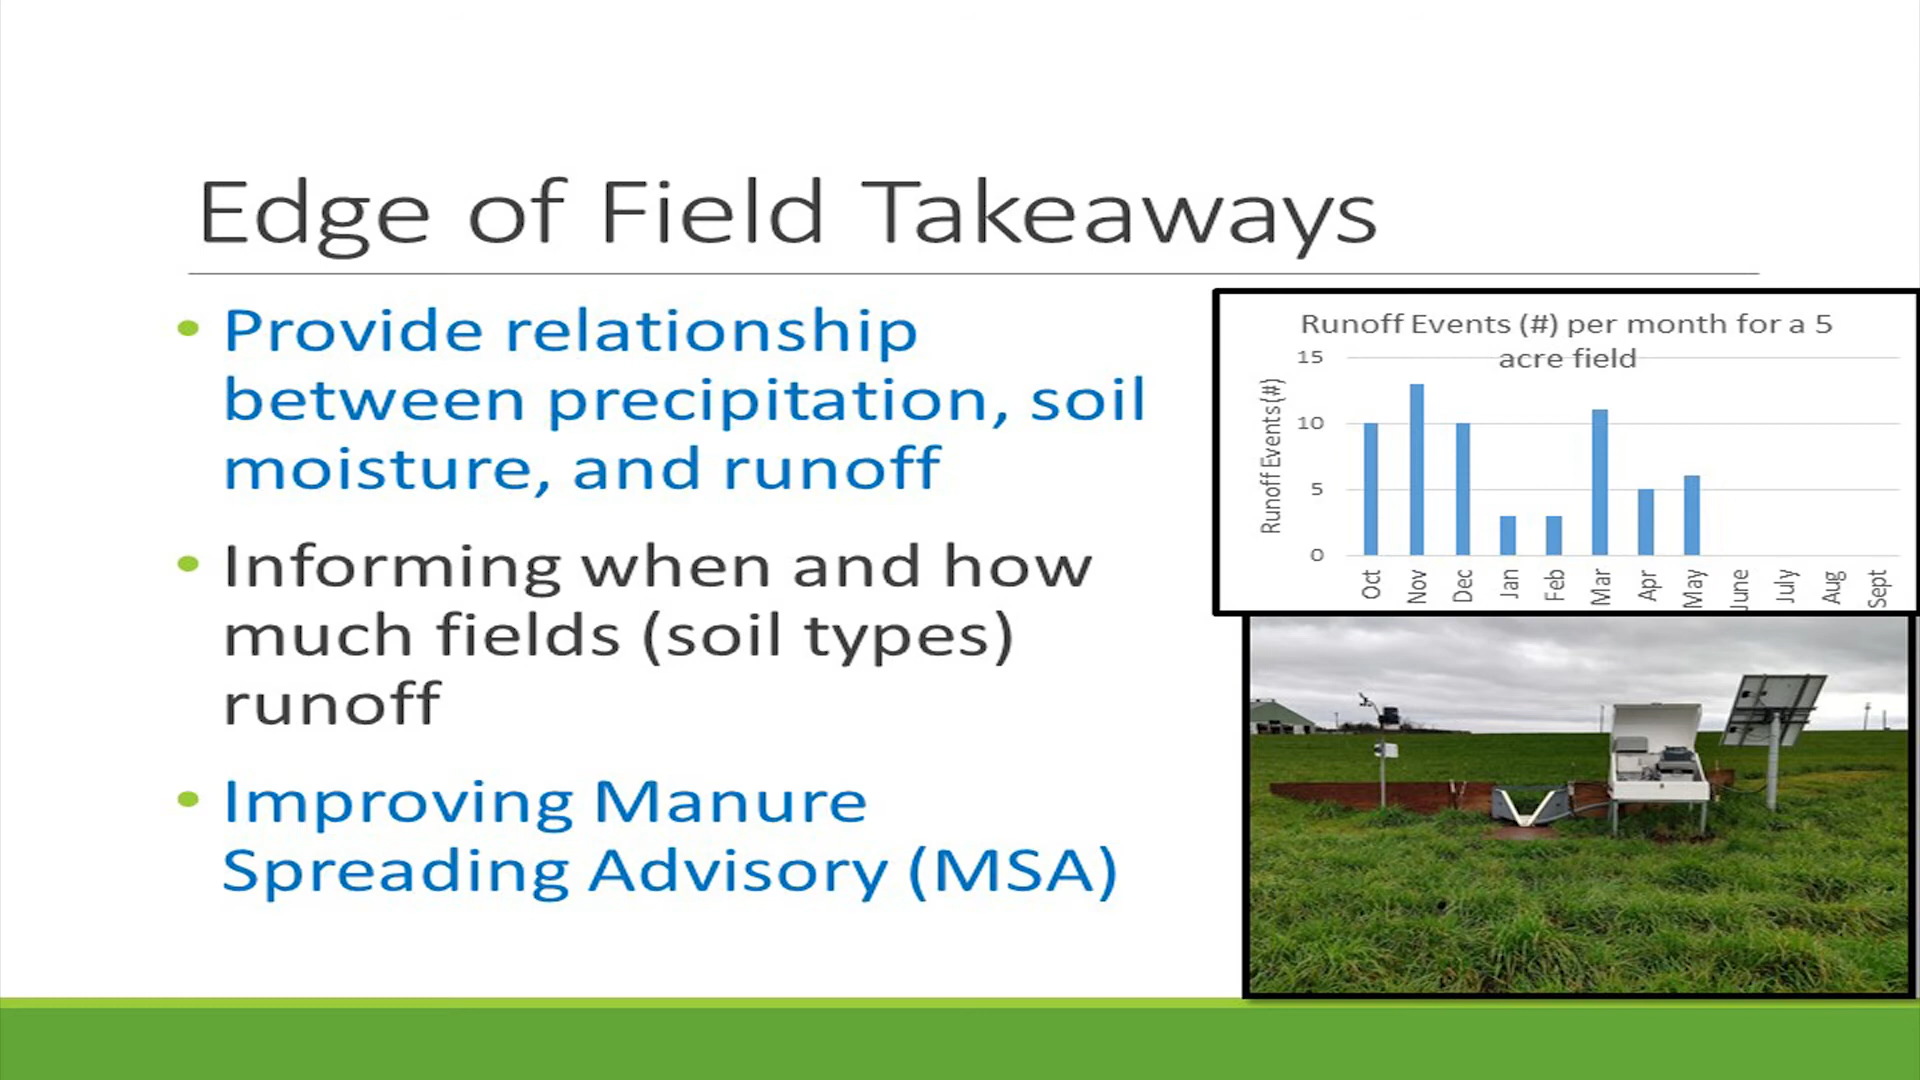 Edge of Field Takeaways
• Provide relationship
between precipitation, soil
moisture, and runoff
• Informing when and how
much fields (soil types)
runoff
• Improving Manure
Spreading Advisory (MSA)
Runoff Events (#) per month for a 5
acre field
Runoff Events(#)
15
10
5
0
Oct
Nov
Dec
Jan
Feb
Mar
Apr
May
June
July
Aug
Sept